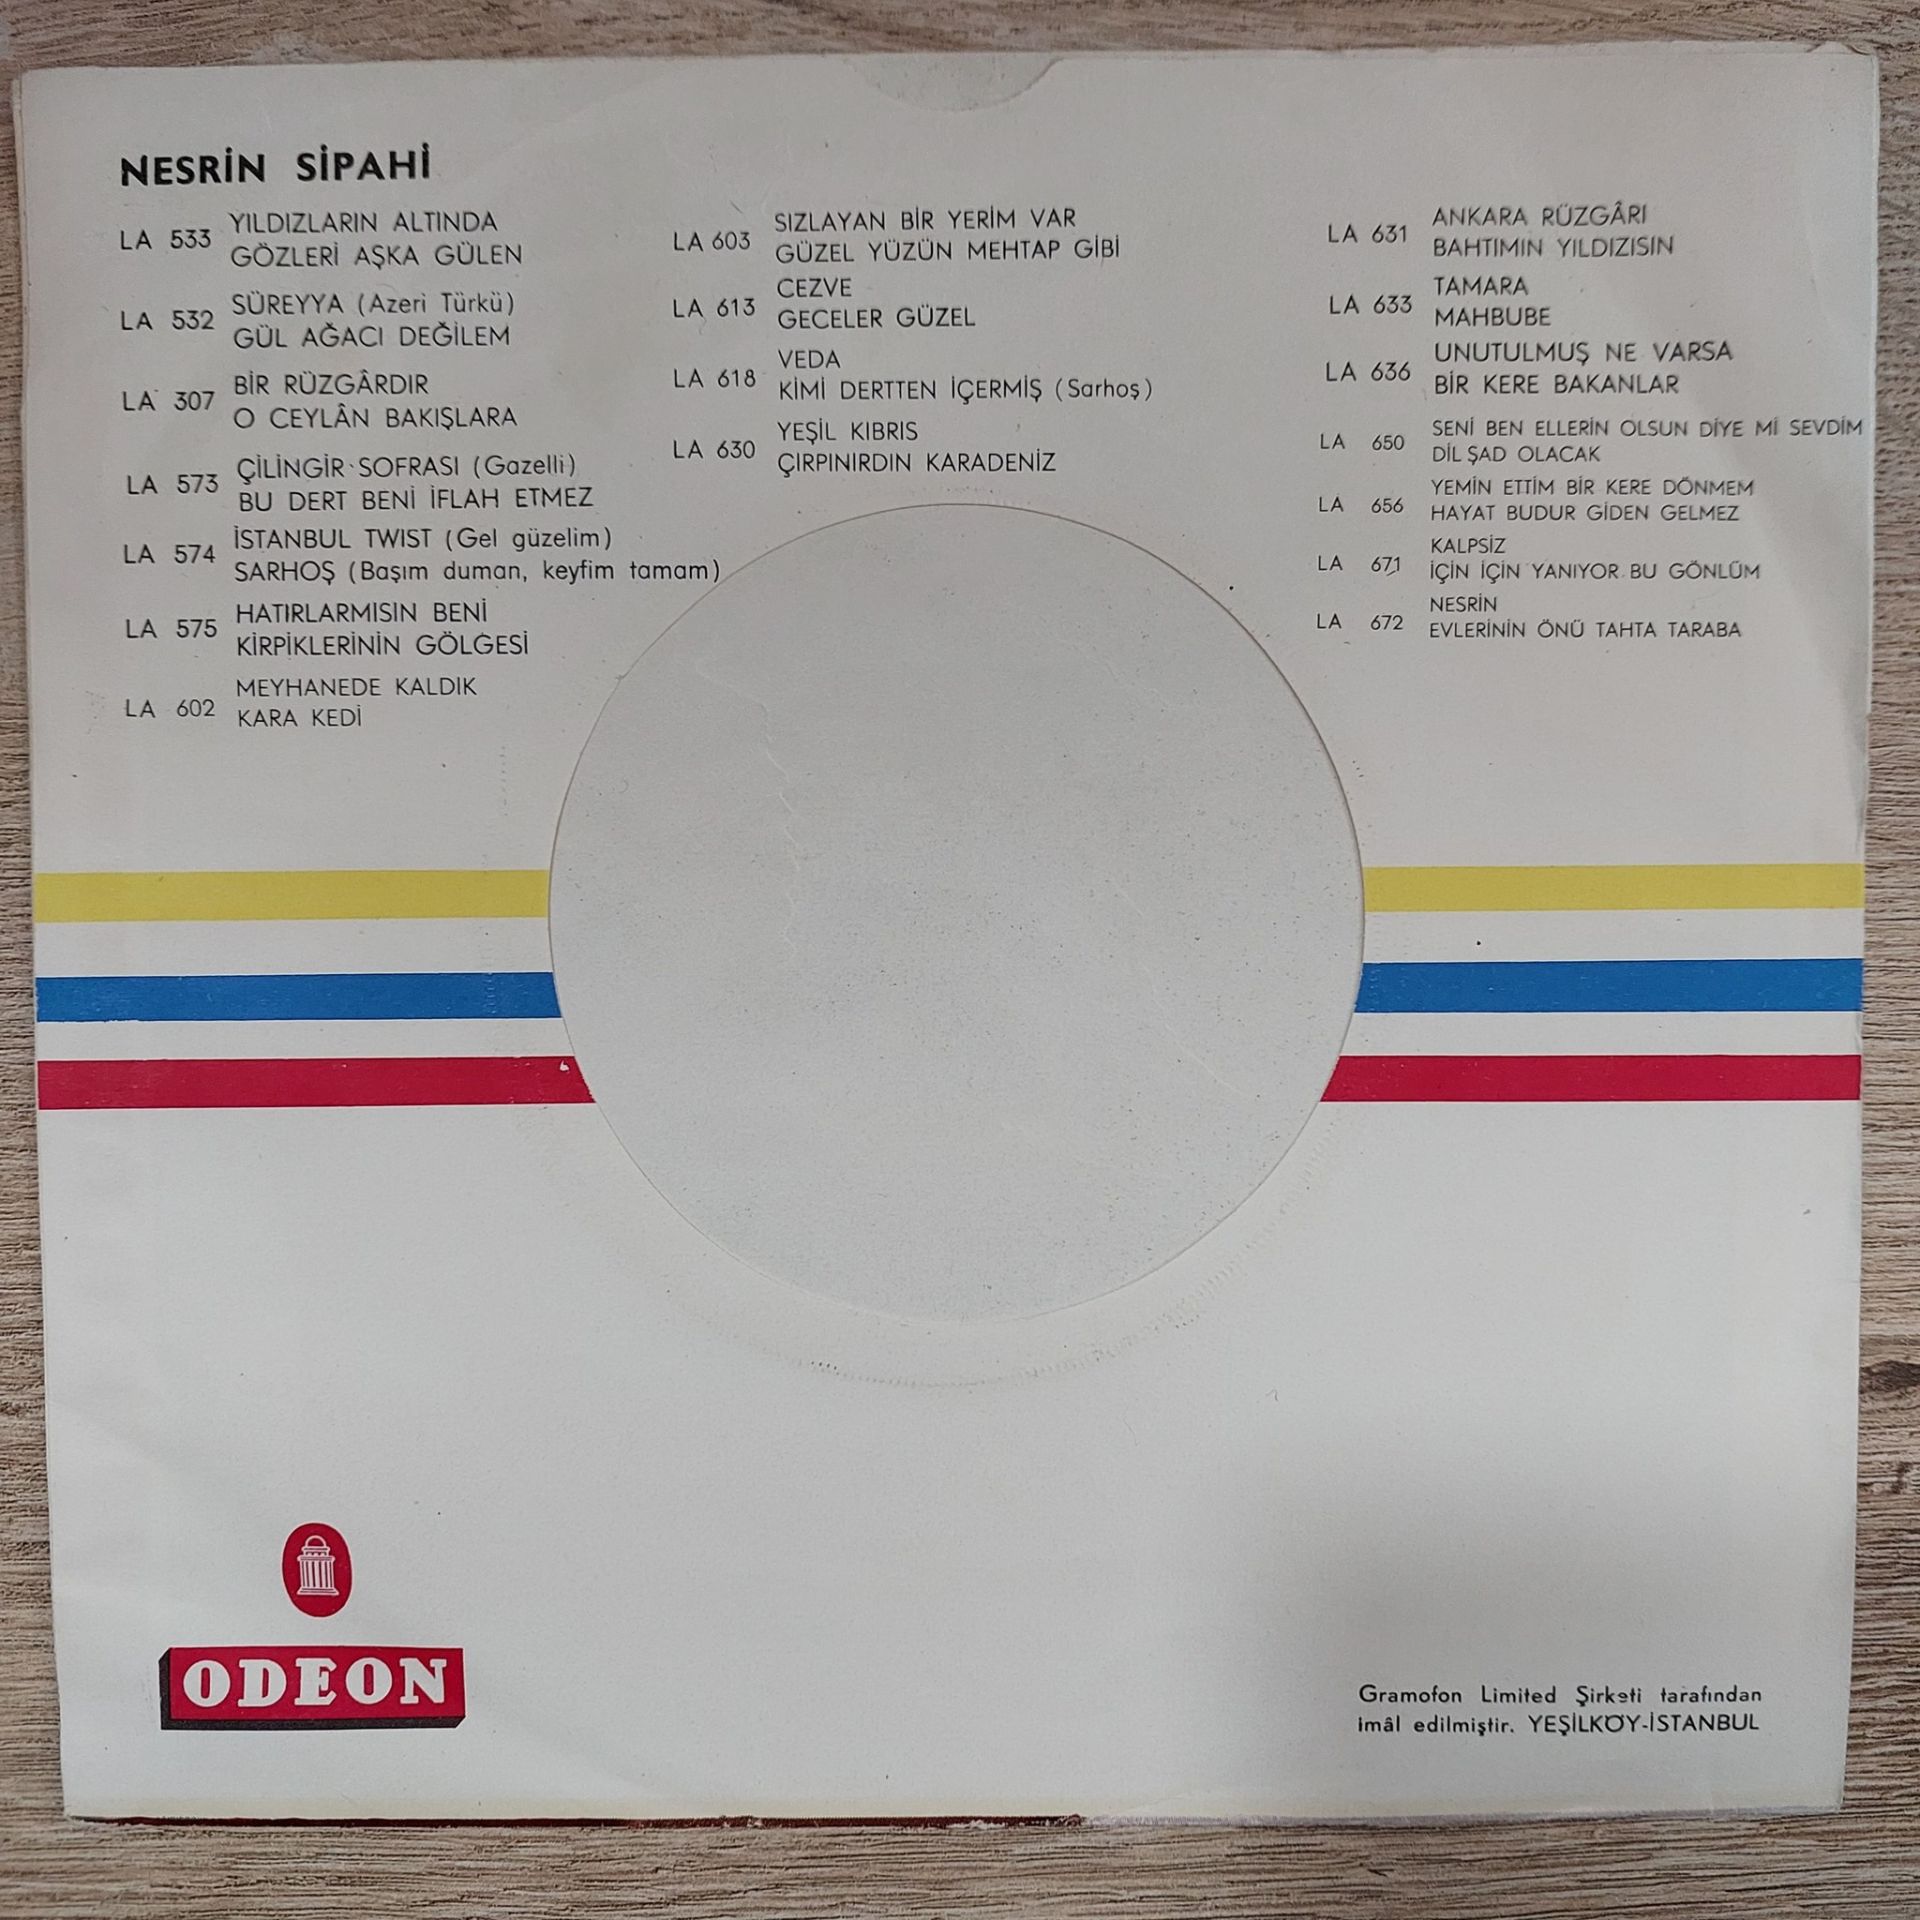 NESRİN SİPAHİ
LA 533 YILDIZLARIN ALTINDA
GÖZLERİ AŞKA GÜLEN
LA 532 SÜREYYA (Azeri Türkü)
GÜL AĞACI DEĞİLEM
LA 307 BİR RÜZGÂRDIR
O CEYLÂN BAKIŞLARA
LA 573 ÇİLİNGİR SOFRASI (Gazelli)
BU DERT BENİ İFLAH ETMEZ
LA 574 İSTANBUL TWIST (Gel güzelim)
SARHOŞ (Başım duman, keyfim tamam)
LA 575 HATIRLARMISIN BENİ
KİRPİKLERİNİN GÖLGESİ
LA 602 MEYHANEDE KALDIK
KARA KEDİ
LA 603 SIZLAYAN BİR YERİM VAR
GÜZEL YÜZÜN MEHTAP GİBİ
LA 613 CEZVE
GECELER GÜZEL
LA 618 VEDA
KİMİ DERTTEN İÇERMİŞ (Sarhoş)
LA 630 YEŞİL KIBRIS
ÇIRPINIRDIN KARADENİZ
LA 631 ANKARA RÜZGÂRI
BAHTIMIN YILDIZISIN
LA 633 TAMARA
MAHBUBE
LA 636 UNUTULMUŞ NE VARSA
BİR KERE BAKANLAR
LA 650 SENİ BEN ELLERİN OLSUN DİYE Mİ SEVDİM
DİL ŞAD OLACAK
LA 656 YEMİN ETTİM BİR KERE DÖNMEM
HAYAT BUDUR GİDEN GELMEZ
LA 671 KALPSİZ
İÇİN İÇİN YANIYOR BU GÖNLÜM
LA 672 NESRİN
EVLERİNİN ÖNÜ TAHTA TARABA
ODEON
Gramofon Limited Şirketi tarafından
imâl edilmiştir. YEŞİLKÖY-İSTANBUL